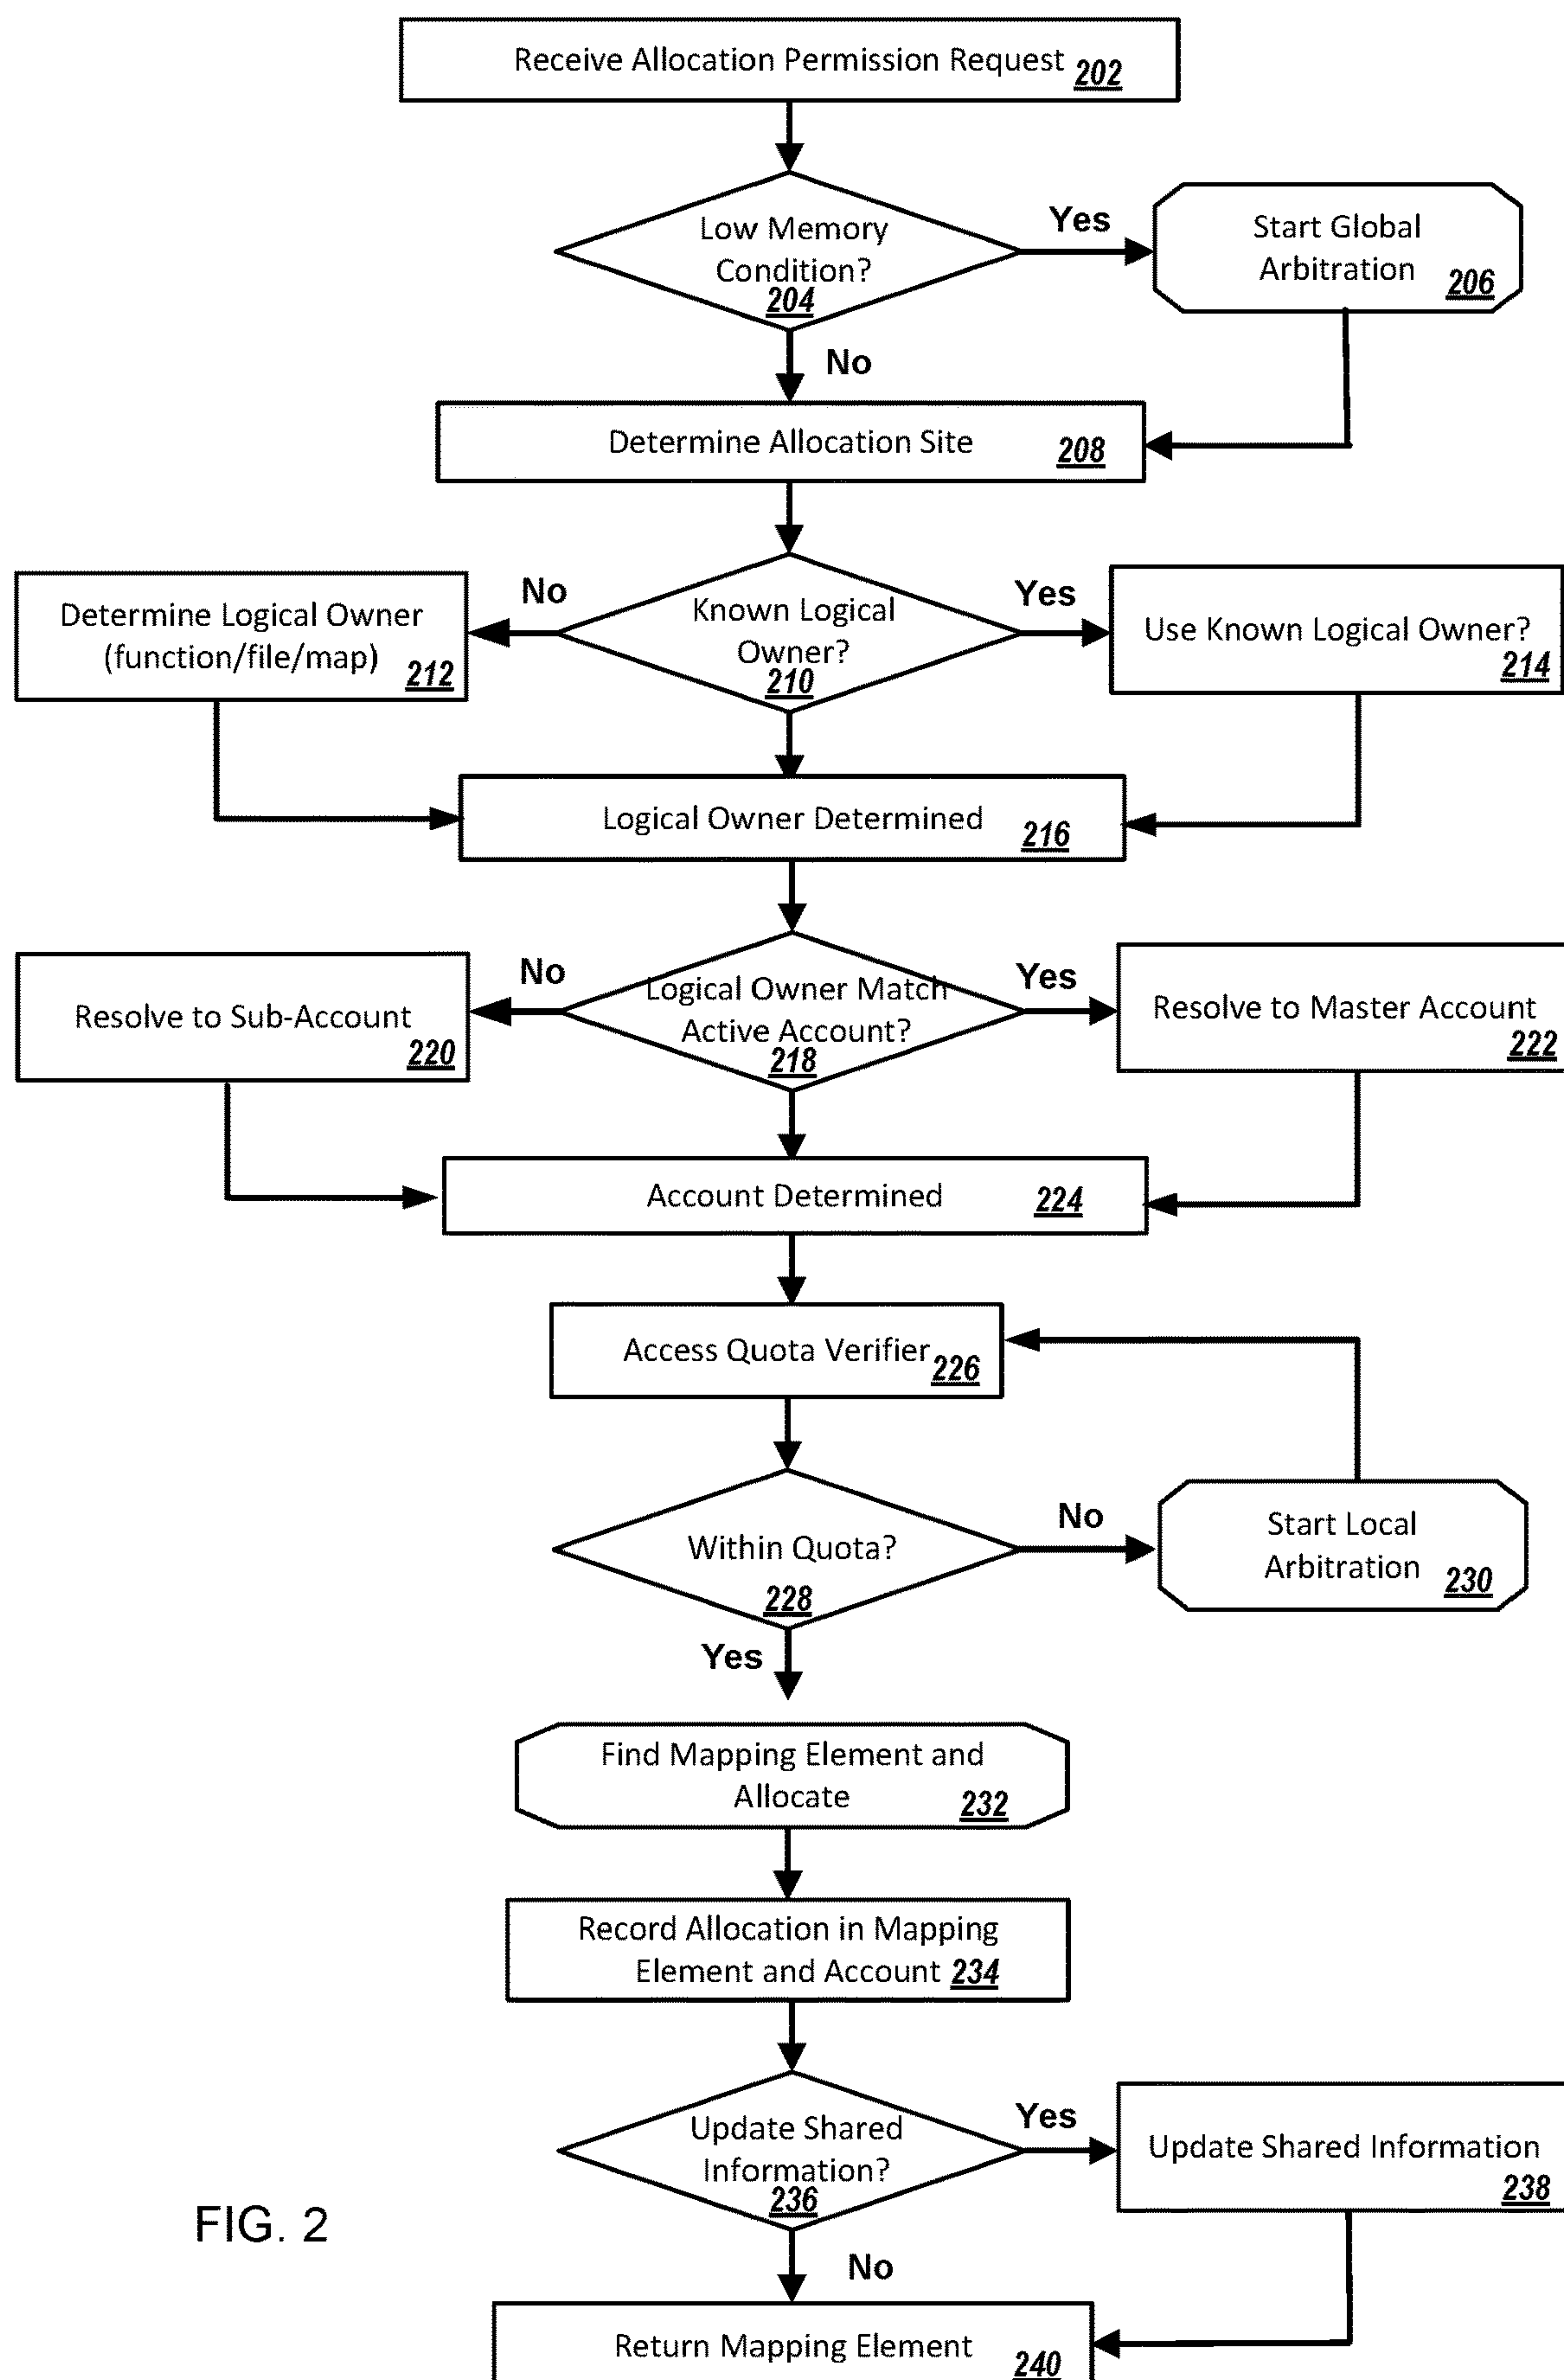 Receive Allocation Permission Request 202
Low Memory
Condition?
204
Yes
Start Global
Arbitration 206
No
Determine Allocation Site 208
No
Yes
Determine Logical Owner
(function/file/map) 212
Known Logical
Owner?
210
Use Known Logical Owner?
214
Logical Owner Determined 216
No
Yes
Resolve to Sub-Account
220
Logical Owner Match
Active Account?
218
Resolve to Master Account
222
Account Determined 224
Access Quota Verifier 226
Within Quota?
228
No
Start Local
Arbitration 230
Yes
Find Mapping Element and
Allocate 232
Record Allocation in Mapping
Element and Account 234
Update Shared
Information?
236
Yes
Update Shared Information
238
FIG. 2
No
Return Mapping Element 240